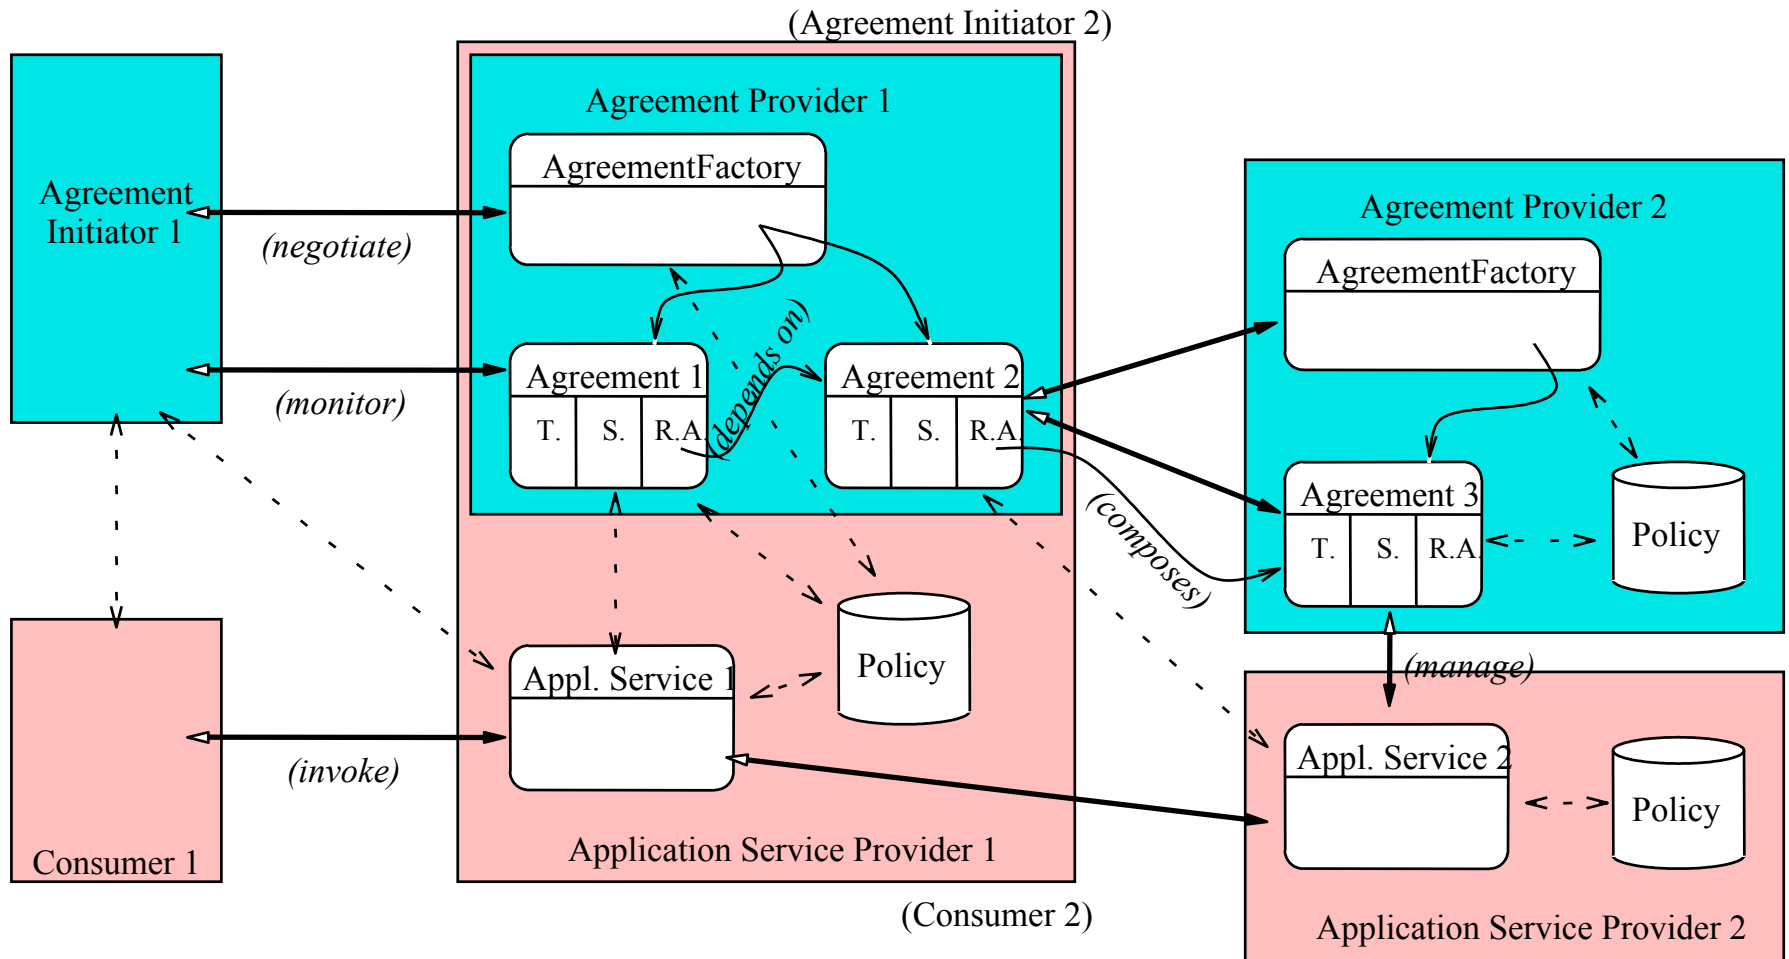 (Agreement Initiator 2)
Agreement Provider 1
AgreementFactory
Agreement
Initiator 1
(negotiate)
Agreement Provider 2
AgreementFactory
(monitor)
Agreement 1
T. S. R.A.
(depends on)
Agreement 2
T. S. R.A.
(composes)
Agreement 3
T. S. R.A.
Policy
Appl. Service 1
Policy
(manage)
(invoke)
Appl. Service 2
Policy
Consumer 1
Application Service Provider 1
(Consumer 2)
Application Service Provider 2